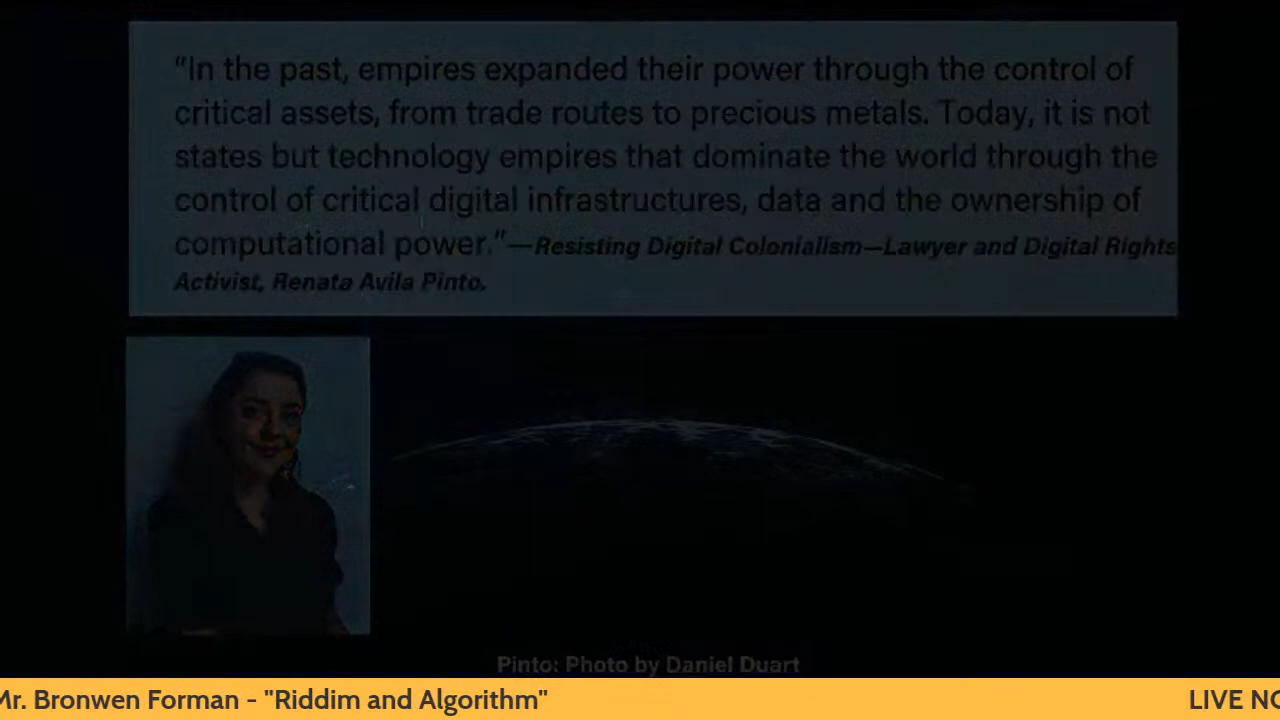 “In the past, empires expanded their power through the control of
critical assets, from trade routes to precious metals. Today, it is not
states but technology empires that dominate the world through the
control of critical digital infrastructures, data and the ownership of
computational power.”—Resisting Digital Colonialism—Lawyer and Digital Rights
Activist, Renata Avila Pinto.
Pinto: Photo by Daniel Duart
Mr. Bronwen Forman - "Riddim and Algorithm"
LIVE NO